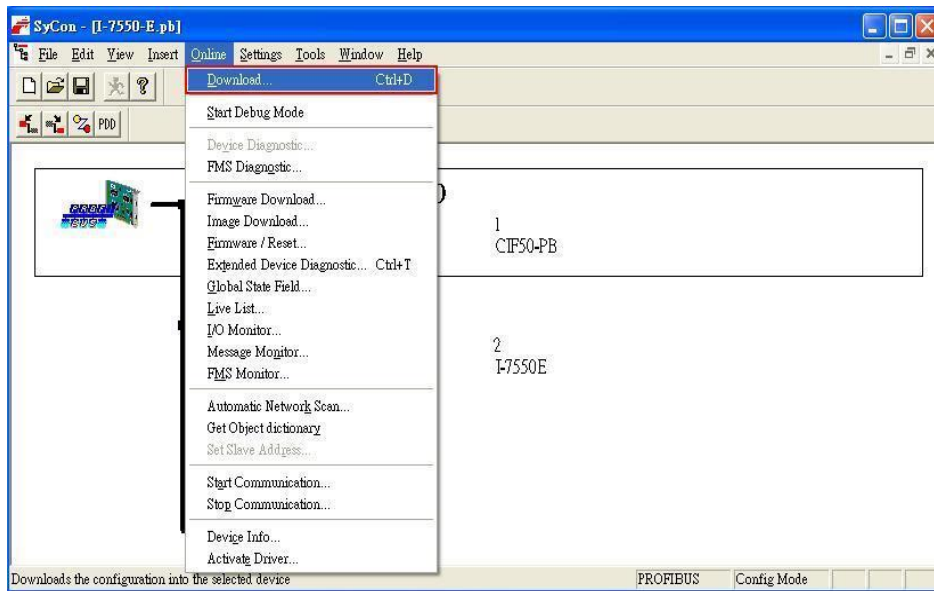 SyCon - [I-7550-E.pb]
File Edit View Insert Online Settings Tools Window Help
Download... Ctrl+D
PDD
Start Debug Mode
Device Diagnostic...
FMS Diagnostic...
Firmware Download...
Image Download...
Firmware / Reset...
Extended Device Diagnostic... Ctrl+T
Global State Field...
Live List...
I/O Monitor...
Message Monitor...
FMS Monitor...
Automatic Network Scan...
Get Object dictionary
Set Slave Address...
Start Communication...
Stop Communication...
Device Info...
Activate Driver...
1
CIF50-PB
2
I-7550E
Downloads the configuration into the selected device PROFIBUS Config Mode